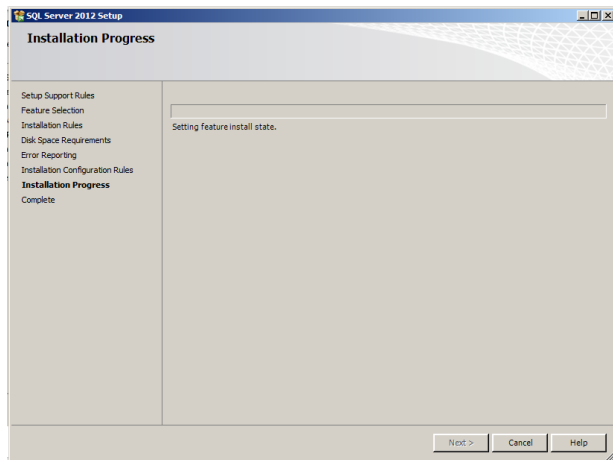 SQL Server 2012 Setup
Installation Progress
Setup Support Rules
Feature Selection
Installation Rules
Disk Space Requirements
Error Reporting
Installation Configuration Rules
Installation Progress
Complete
Setting feature install state.
Next >
Cancel
Help